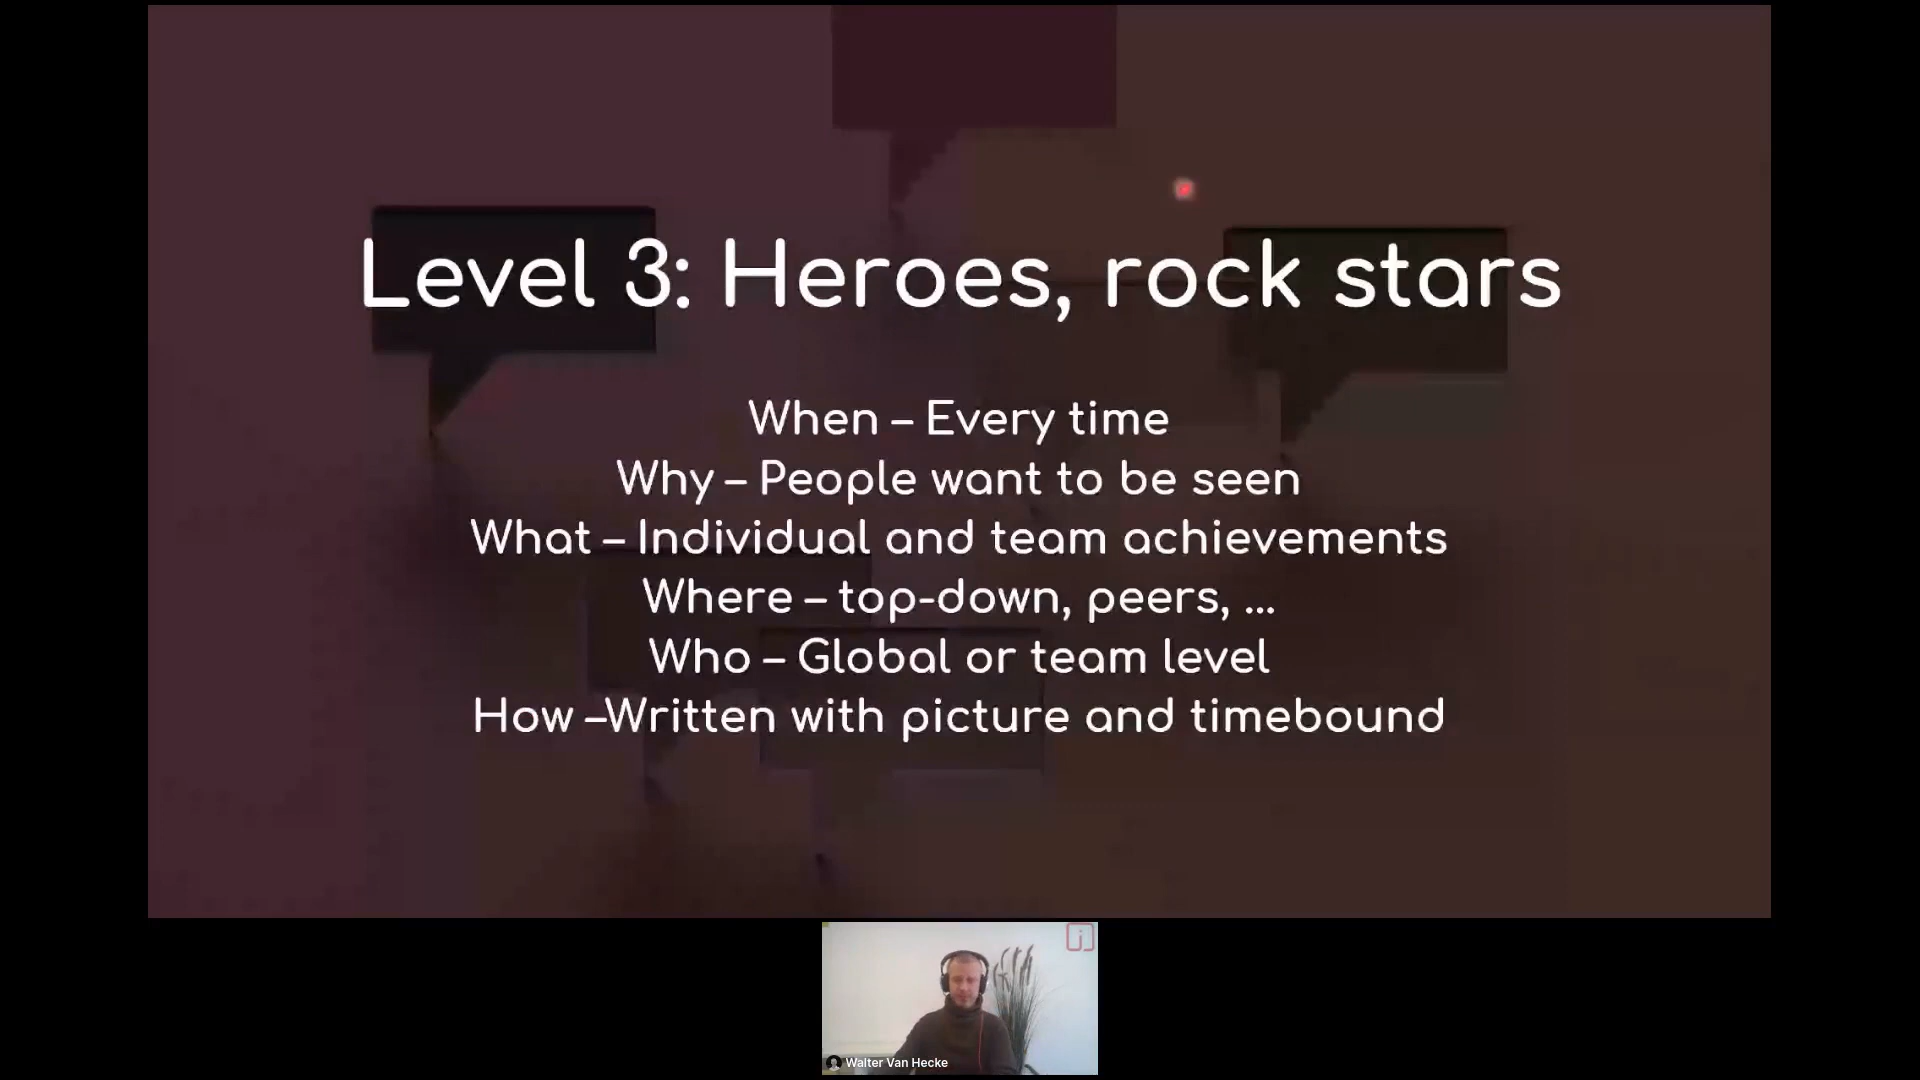 Level 3: Heroes, rock stars
When – Every time
Why – People want to be seen
What – Individual and team achievements
Where – top-down, peers, ...
Who – Global or team level
How –Written with picture and timebound
Walter Van Hecke